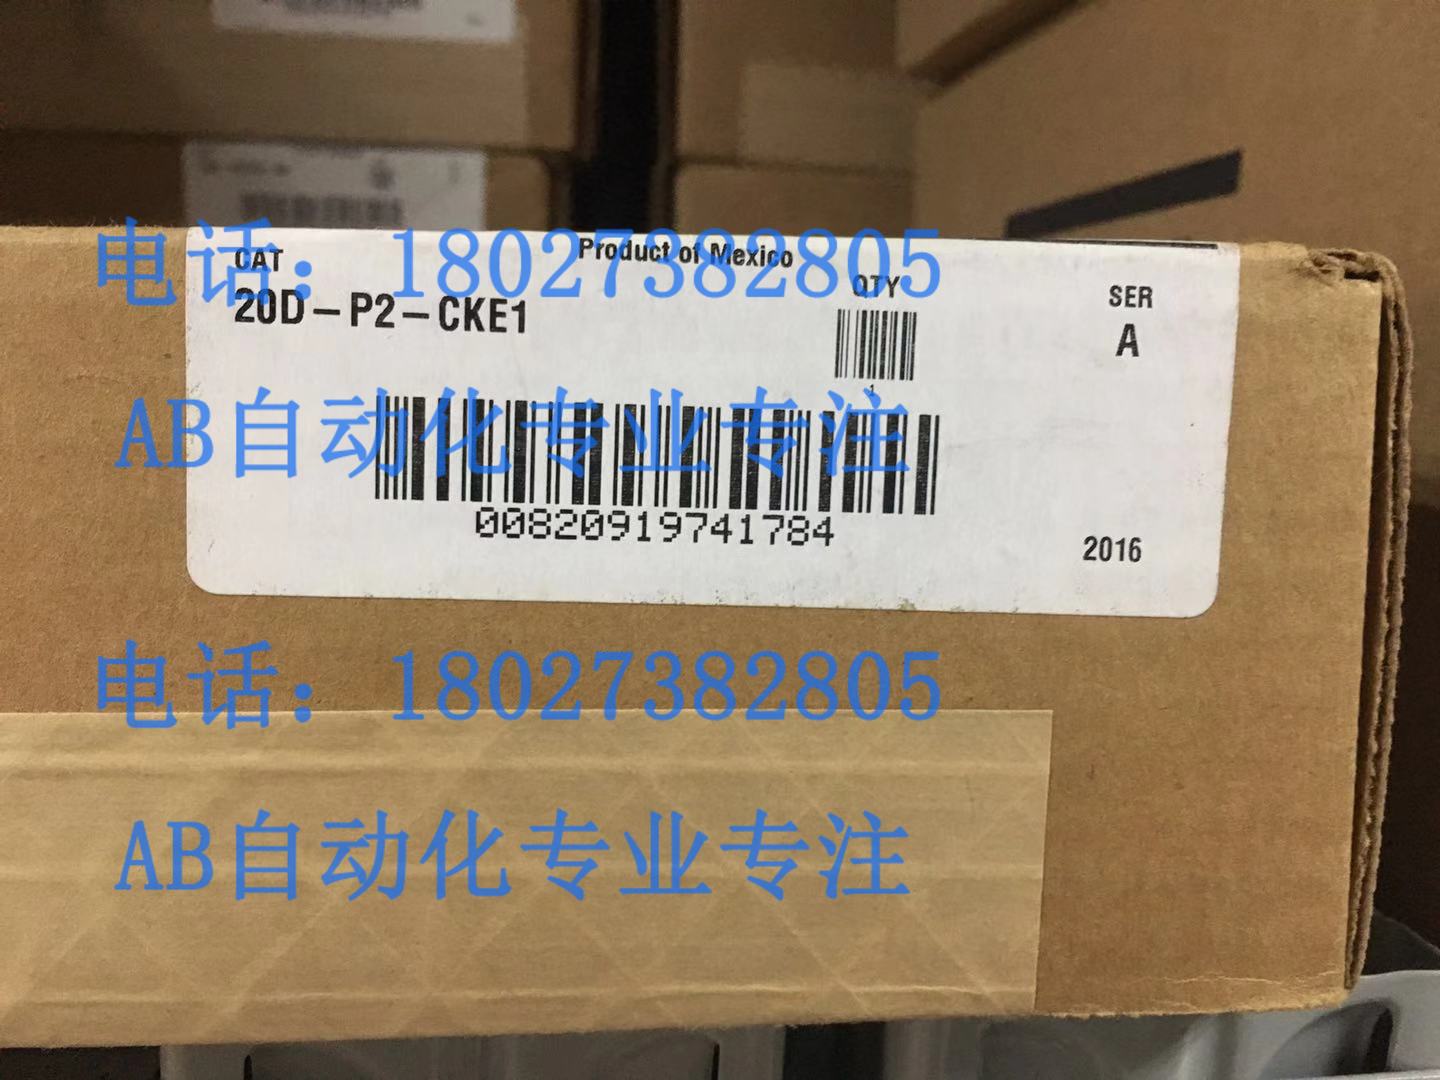 Product of Mexico
电话：18027382805
CAT
QTY
SER
20D-P2-CKE1
A
1
AB自动化专业专注
00820919741784
2016
电话：18027382805
AB自动化专业专注